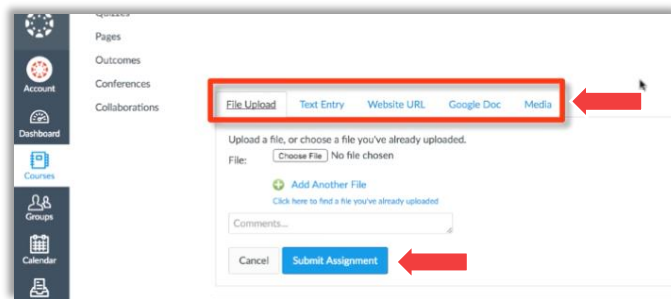 Quizzes
Pages
Outcomes
Conferences
Collaborations
Account
Dashboard
Courses
Groups
Calendar
File Upload Text Entry Website URL Google Doc Media
Upload a file, or choose a file you've already uploaded.
File: Choose File No file chosen
Add Another File
Click here to find a file you've already uploaded
Comments...
Cancel Submit Assignment